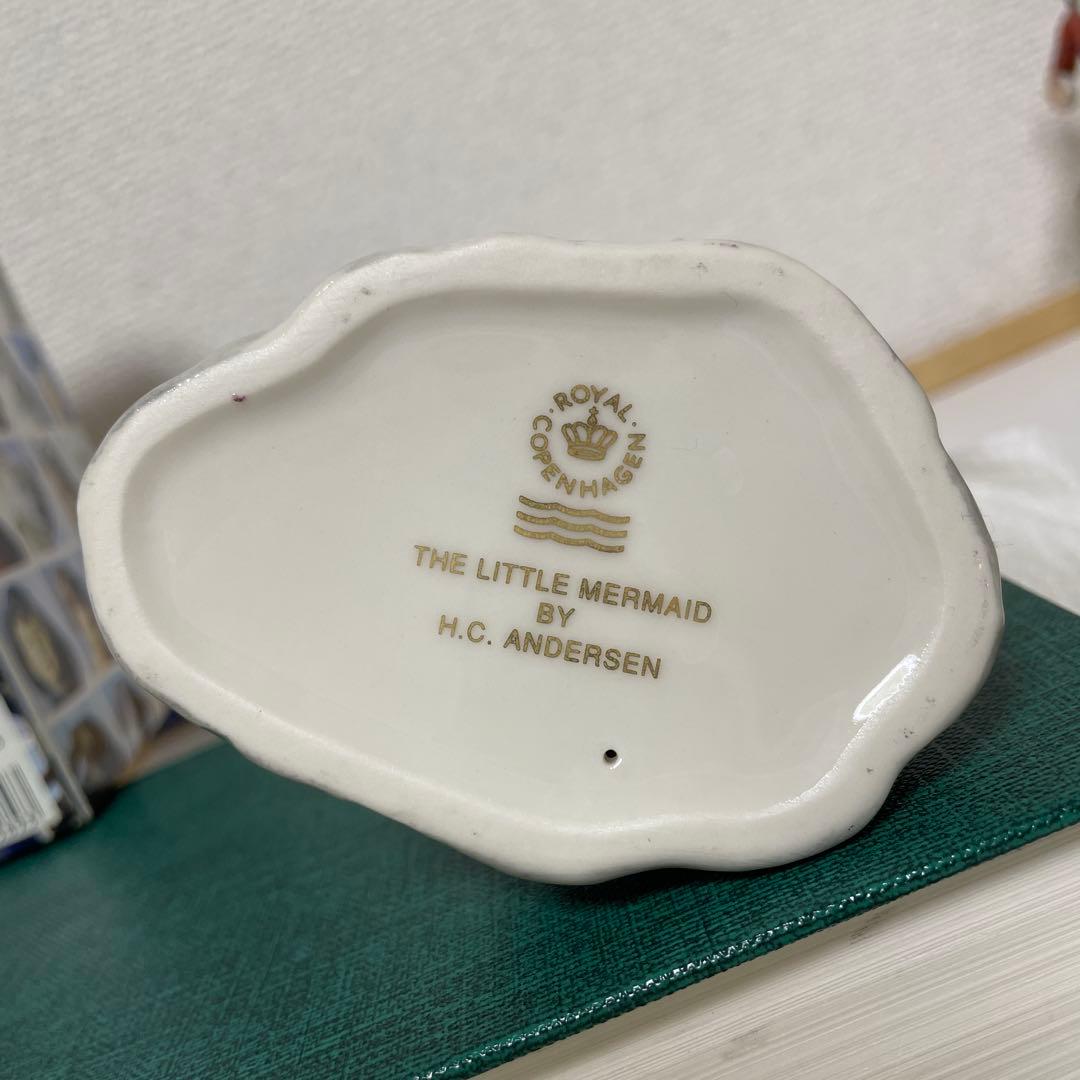 ROYAL
COPENHAGEN
THE LITTLE MERMAID
BY
H.C. ANDERSEN